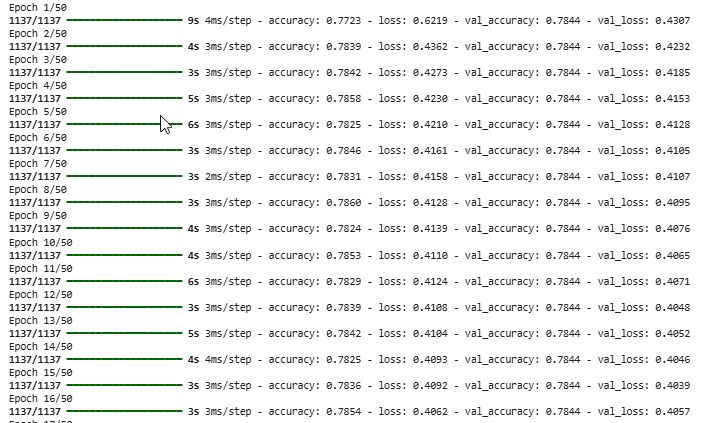 Epoch 1/50
1137/1137 ━━━━━━━━━━━━━━━━━━━━ 9s 4ms/step - accuracy: 0.7723 - loss: 0.6219 - val_accuracy: 0.7844 - val_loss: 0.4307
Epoch 2/50
1137/1137 ━━━━━━━━━━━━━━━━━━━━ 4s 3ms/step - accuracy: 0.7839 - loss: 0.4362 - val_accuracy: 0.7844 - val_loss: 0.4232
Epoch 3/50
1137/1137 ━━━━━━━━━━━━━━━━━━━━ 3s 3ms/step - accuracy: 0.7842 - loss: 0.4273 - val_accuracy: 0.7844 - val_loss: 0.4185
Epoch 4/50
1137/1137 ━━━━━━━━━━━━━━━━━━━━ 5s 3ms/step - accuracy: 0.7858 - loss: 0.4230 - val_accuracy: 0.7844 - val_loss: 0.4153
Epoch 5/50
1137/1137 ━━━━━━━━━━━━━━━━━━━━ 6s 3ms/step - accuracy: 0.7825 - loss: 0.4210 - val_accuracy: 0.7844 - val_loss: 0.4128
Epoch 6/50
1137/1137 ━━━━━━━━━━━━━━━━━━━━ 3s 3ms/step - accuracy: 0.7846 - loss: 0.4161 - val_accuracy: 0.7844 - val_loss: 0.4105
Epoch 7/50
1137/1137 ━━━━━━━━━━━━━━━━━━━━ 3s 2ms/step - accuracy: 0.7831 - loss: 0.4158 - val_accuracy: 0.7844 - val_loss: 0.4107
Epoch 8/50
1137/1137 ━━━━━━━━━━━━━━━━━━━━ 3s 3ms/step - accuracy: 0.7860 - loss: 0.4128 - val_accuracy: 0.7844 - val_loss: 0.4095
Epoch 9/50
1137/1137 ━━━━━━━━━━━━━━━━━━━━ 4s 3ms/step - accuracy: 0.7824 - loss: 0.4139 - val_accuracy: 0.7844 - val_loss: 0.4076
Epoch 10/50
1137/1137 ━━━━━━━━━━━━━━━━━━━━ 4s 3ms/step - accuracy: 0.7853 - loss: 0.4110 - val_accuracy: 0.7844 - val_loss: 0.4065
Epoch 11/50
1137/1137 ━━━━━━━━━━━━━━━━━━━━ 6s 3ms/step - accuracy: 0.7829 - loss: 0.4124 - val_accuracy: 0.7844 - val_loss: 0.4071
Epoch 12/50
1137/1137 ━━━━━━━━━━━━━━━━━━━━ 3s 3ms/step - accuracy: 0.7839 - loss: 0.4108 - val_accuracy: 0.7844 - val_loss: 0.4048
Epoch 13/50
1137/1137 ━━━━━━━━━━━━━━━━━━━━ 5s 3ms/step - accuracy: 0.7842 - loss: 0.4104 - val_accuracy: 0.7844 - val_loss: 0.4052
Epoch 14/50
1137/1137 ━━━━━━━━━━━━━━━━━━━━ 4s 4ms/step - accuracy: 0.7825 - loss: 0.4093 - val_accuracy: 0.7844 - val_loss: 0.4046
Epoch 15/50
1137/1137 ━━━━━━━━━━━━━━━━━━━━ 3s 3ms/step - accuracy: 0.7836 - loss: 0.4092 - val_accuracy: 0.7844 - val_loss: 0.4039
Epoch 16/50
1137/1137 ━━━━━━━━━━━━━━━━━━━━ 3s 3ms/step - accuracy: 0.7854 - loss: 0.4062 - val_accuracy: 0.7844 - val_loss: 0.4057